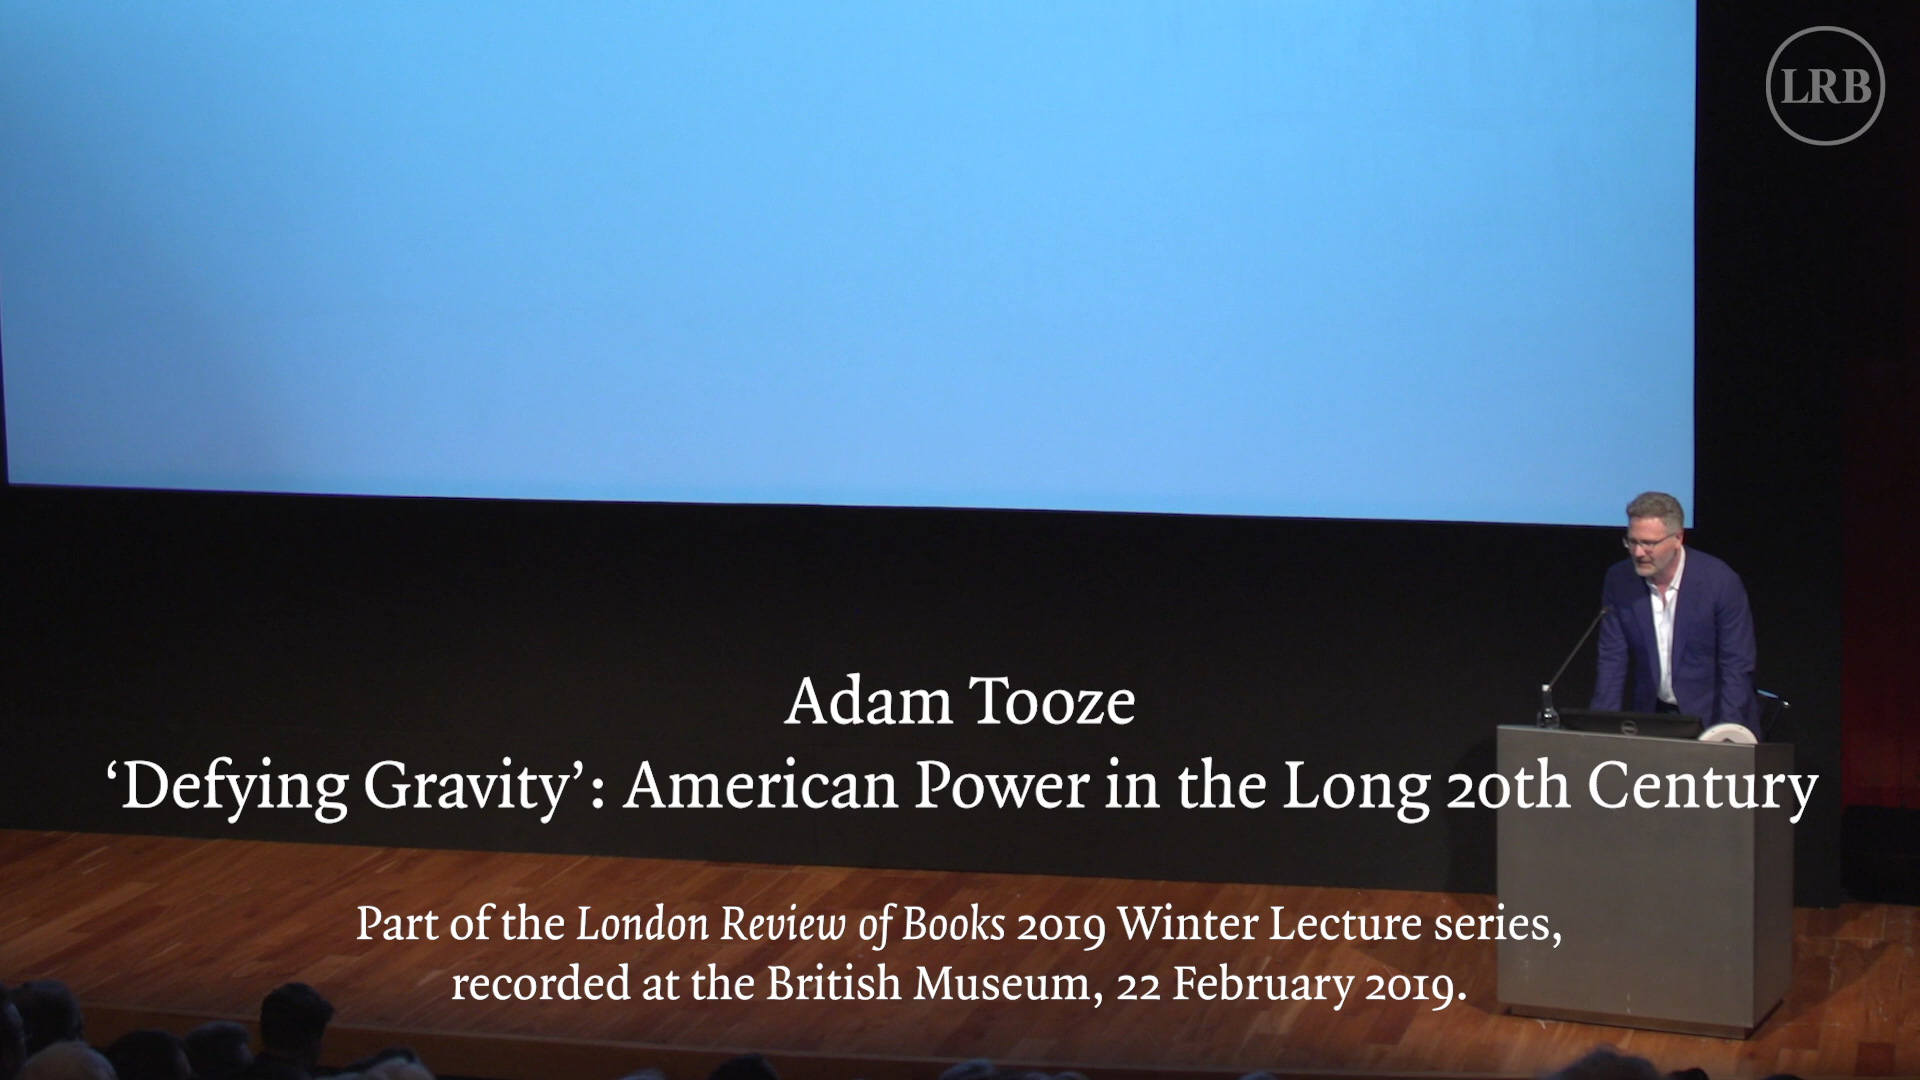 LRB
Adam Tooze
‘Defying Gravity’: American Power in the Long 20th Century
Part of the London Review of Books 2019 Winter Lecture series,
recorded at the British Museum, 22 February 2019.